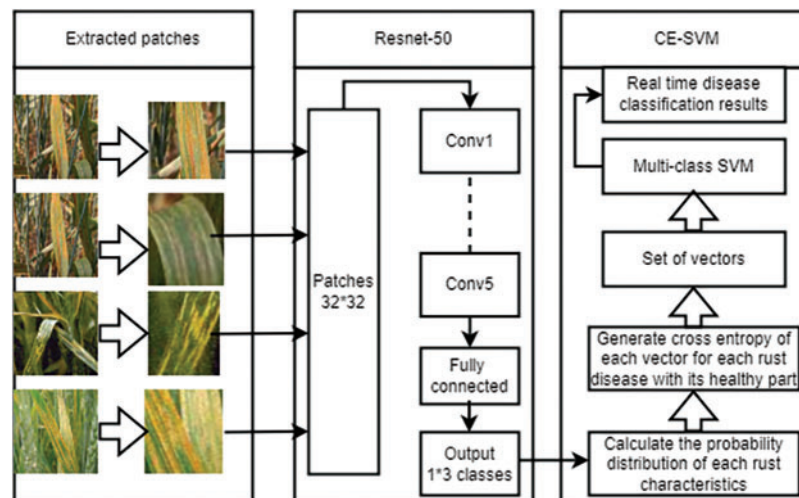 Extracted patches
Resnet-50
CE-SVM
Patches
32*32
Conv1
Conv5
Fully
connected
Output
1*3 classes
Real time disease
classification results
Multi-class SVM
Set of vectors
Generate cross entropy of
each vector for each rust
disease with its healthy part
Calculate the probability
distribution of each rust
characteristics